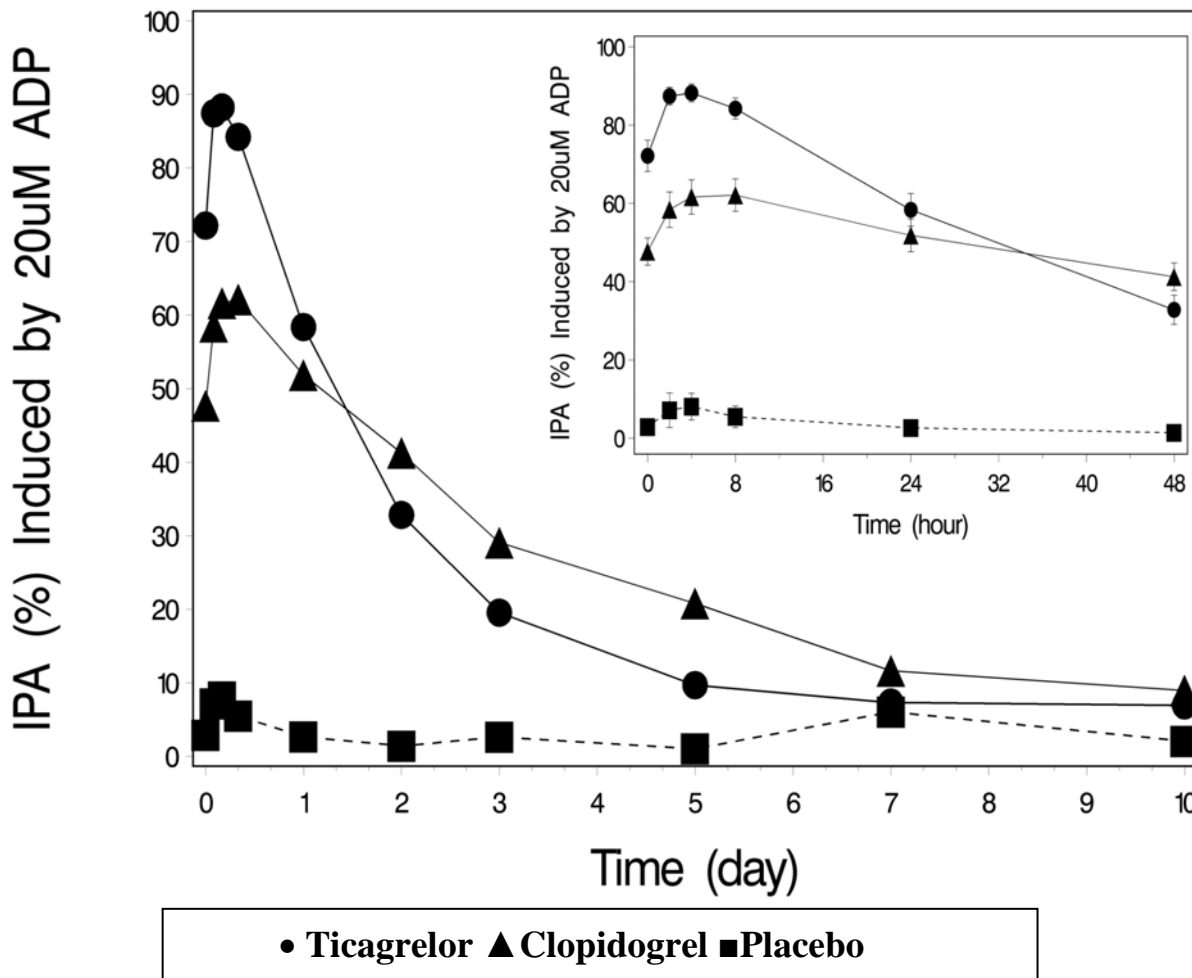 IPA (%) Induced by 20uM ADP
100
90
80
70
60
50
40
30
20
10
0
0 1 2 3 4 5 6 7 8 9 10
Time (day)
IPA (%) Induced by 20uM ADP
100
80
60
40
20
0
0 8 16 24 32 40 48
Time (hour)
● Ticagrelor ▲ Clopidogrel ■ Placebo